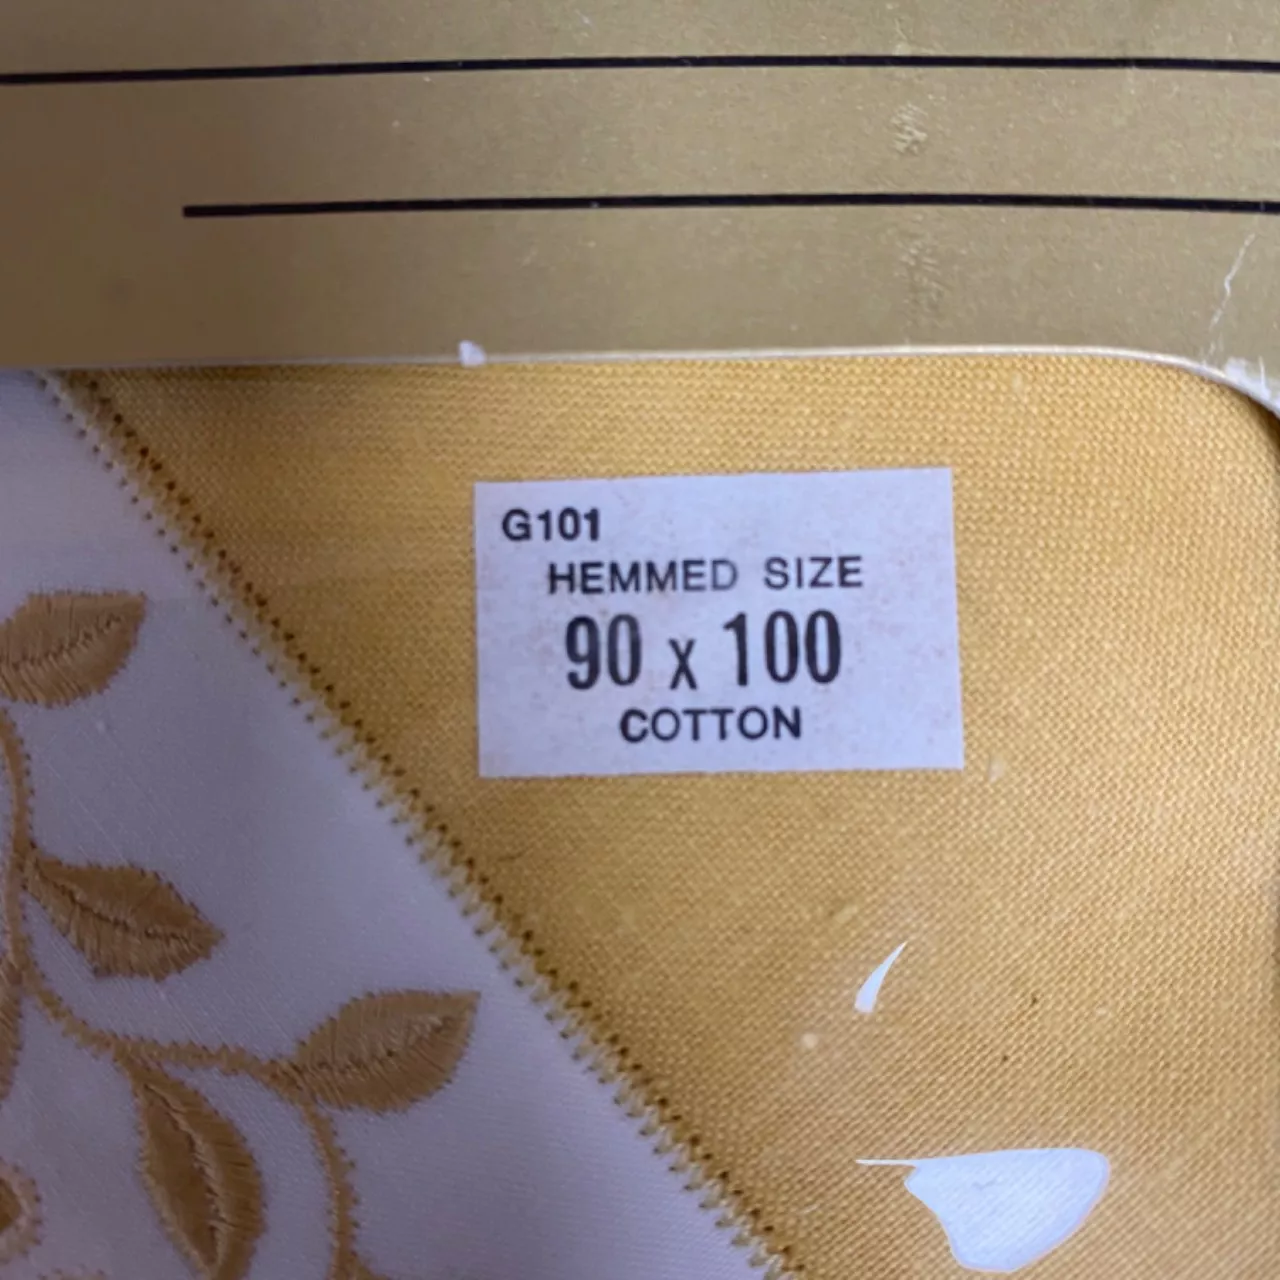 G101
HEMMED SIZE
90 x 100
COTTON